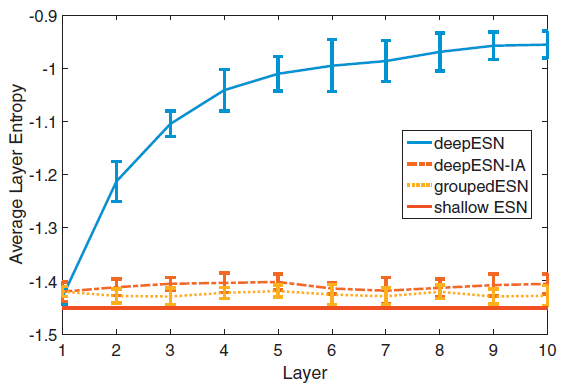 -0.9
-1
-1.1
-1.2
-1.3
-1.4
-1.5
Average Layer Entropy
deepESN
deepESN-IA
groupedESN
shallow ESN
1 2 3 4 5 6 7 8 9 10
Layer